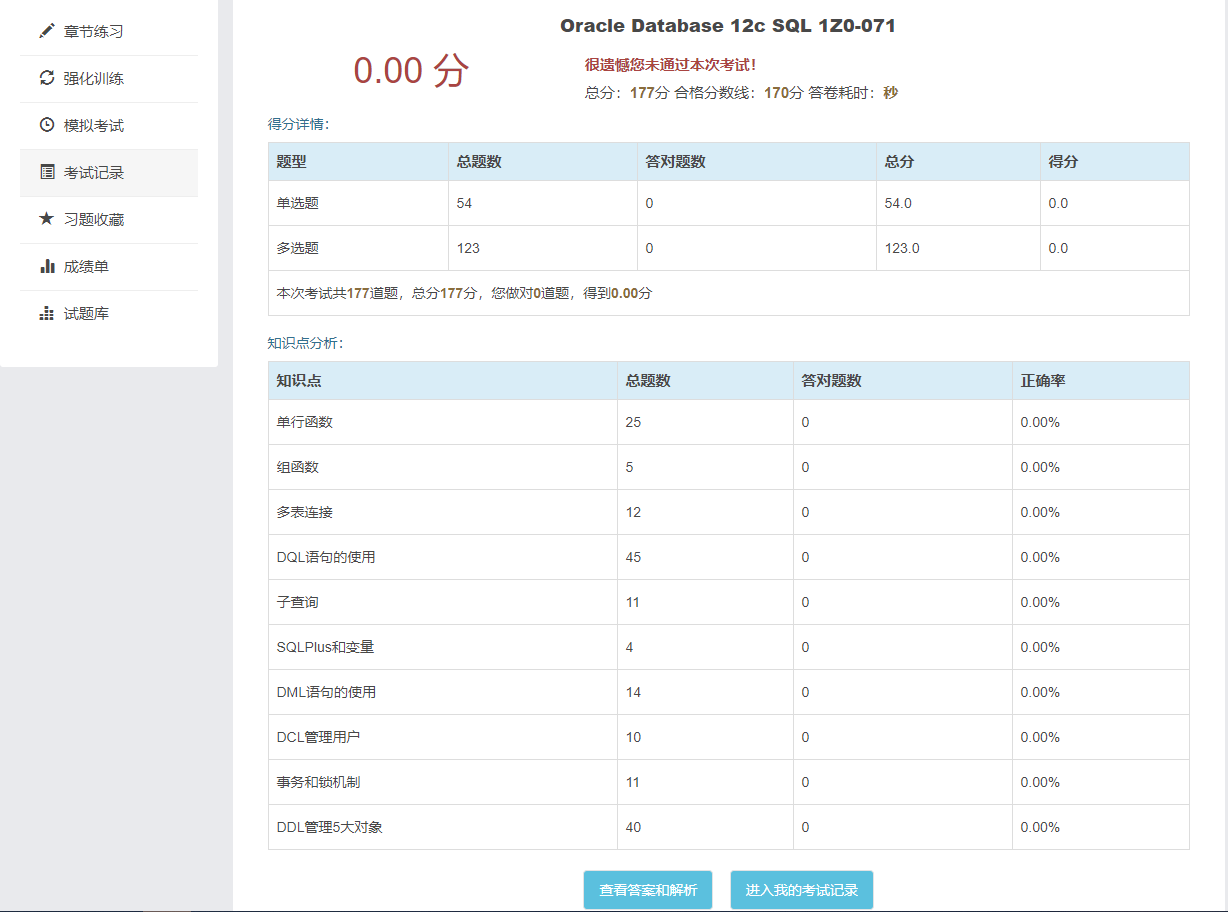 章节练习
强化训练
模拟考试
考试记录
习题收藏
成绩单
试题库
Oracle Database 12c SQL 1Z0-071
0.00 分
很遗憾您未通过本次考试!
总分：177分 合格分数线：170分 答卷耗时：秒
得分详情：
题型 总题数 答对题数 总分 得分
单选题 54 0 54.0 0.0
多选题 123 0 123.0 0.0
本次考试共177道题，总分177分，您做对0道题，得到0.00分
知识点分析：
知识点 总题数 答对题数 正确率
单行函数 25 0 0.00%
组函数 5 0 0.00%
多表连接 12 0 0.00%
DQL语句的使用 45 0 0.00%
子查询 11 0 0.00%
SQLPlus和变量 4 0 0.00%
DML语句的使用 14 0 0.00%
DCL管理用户 10 0 0.00%
事务和锁机制 11 0 0.00%
DDL管理5大对象 40 0 0.00%
查看答案和解析 进入我的考试记录